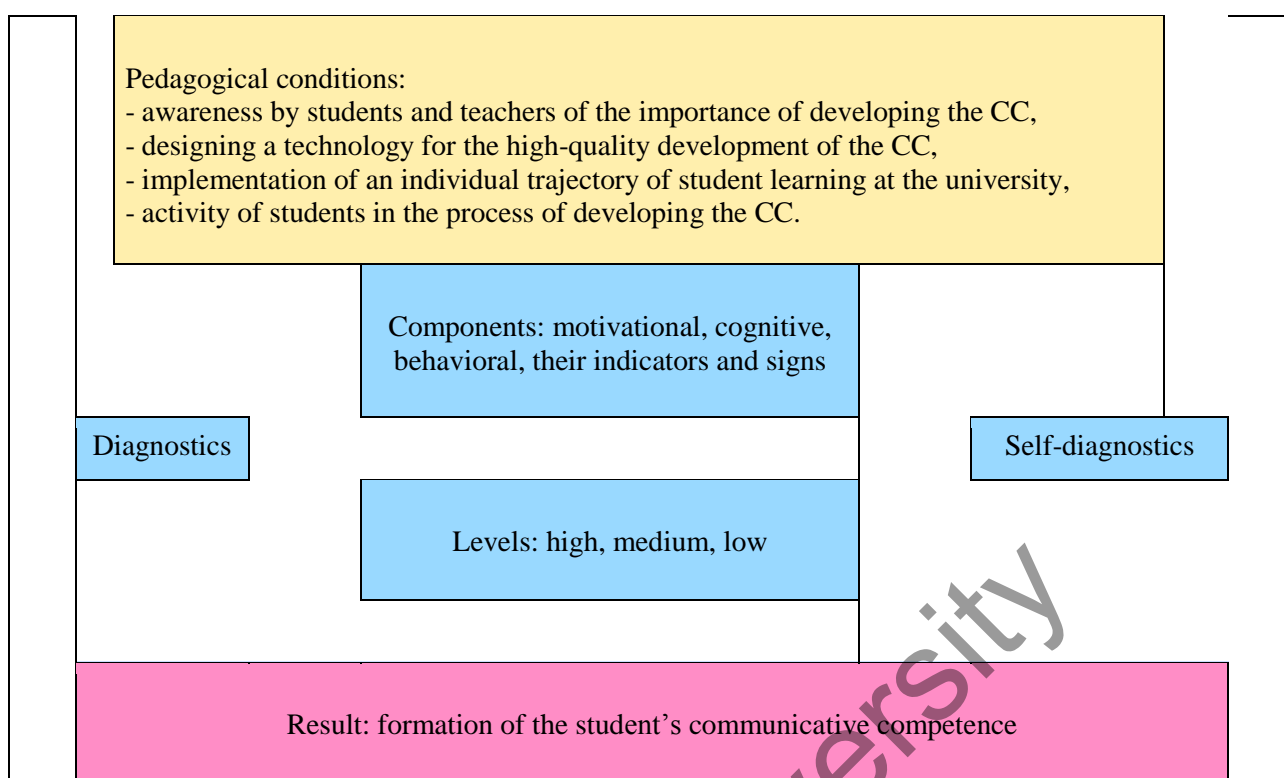 Pedagogical conditions:
- awareness by students and teachers of the importance of developing the CC,
- designing a technology for the high-quality development of the CC,
- implementation of an individual trajectory of student learning at the university,
- activity of students in the process of developing the CC.
Components: motivational, cognitive,
behavioral, their indicators and signs
Diagnostics
Self-diagnostics
Levels: high, medium, low
Result: formation of the student’s communicative competence
ersity